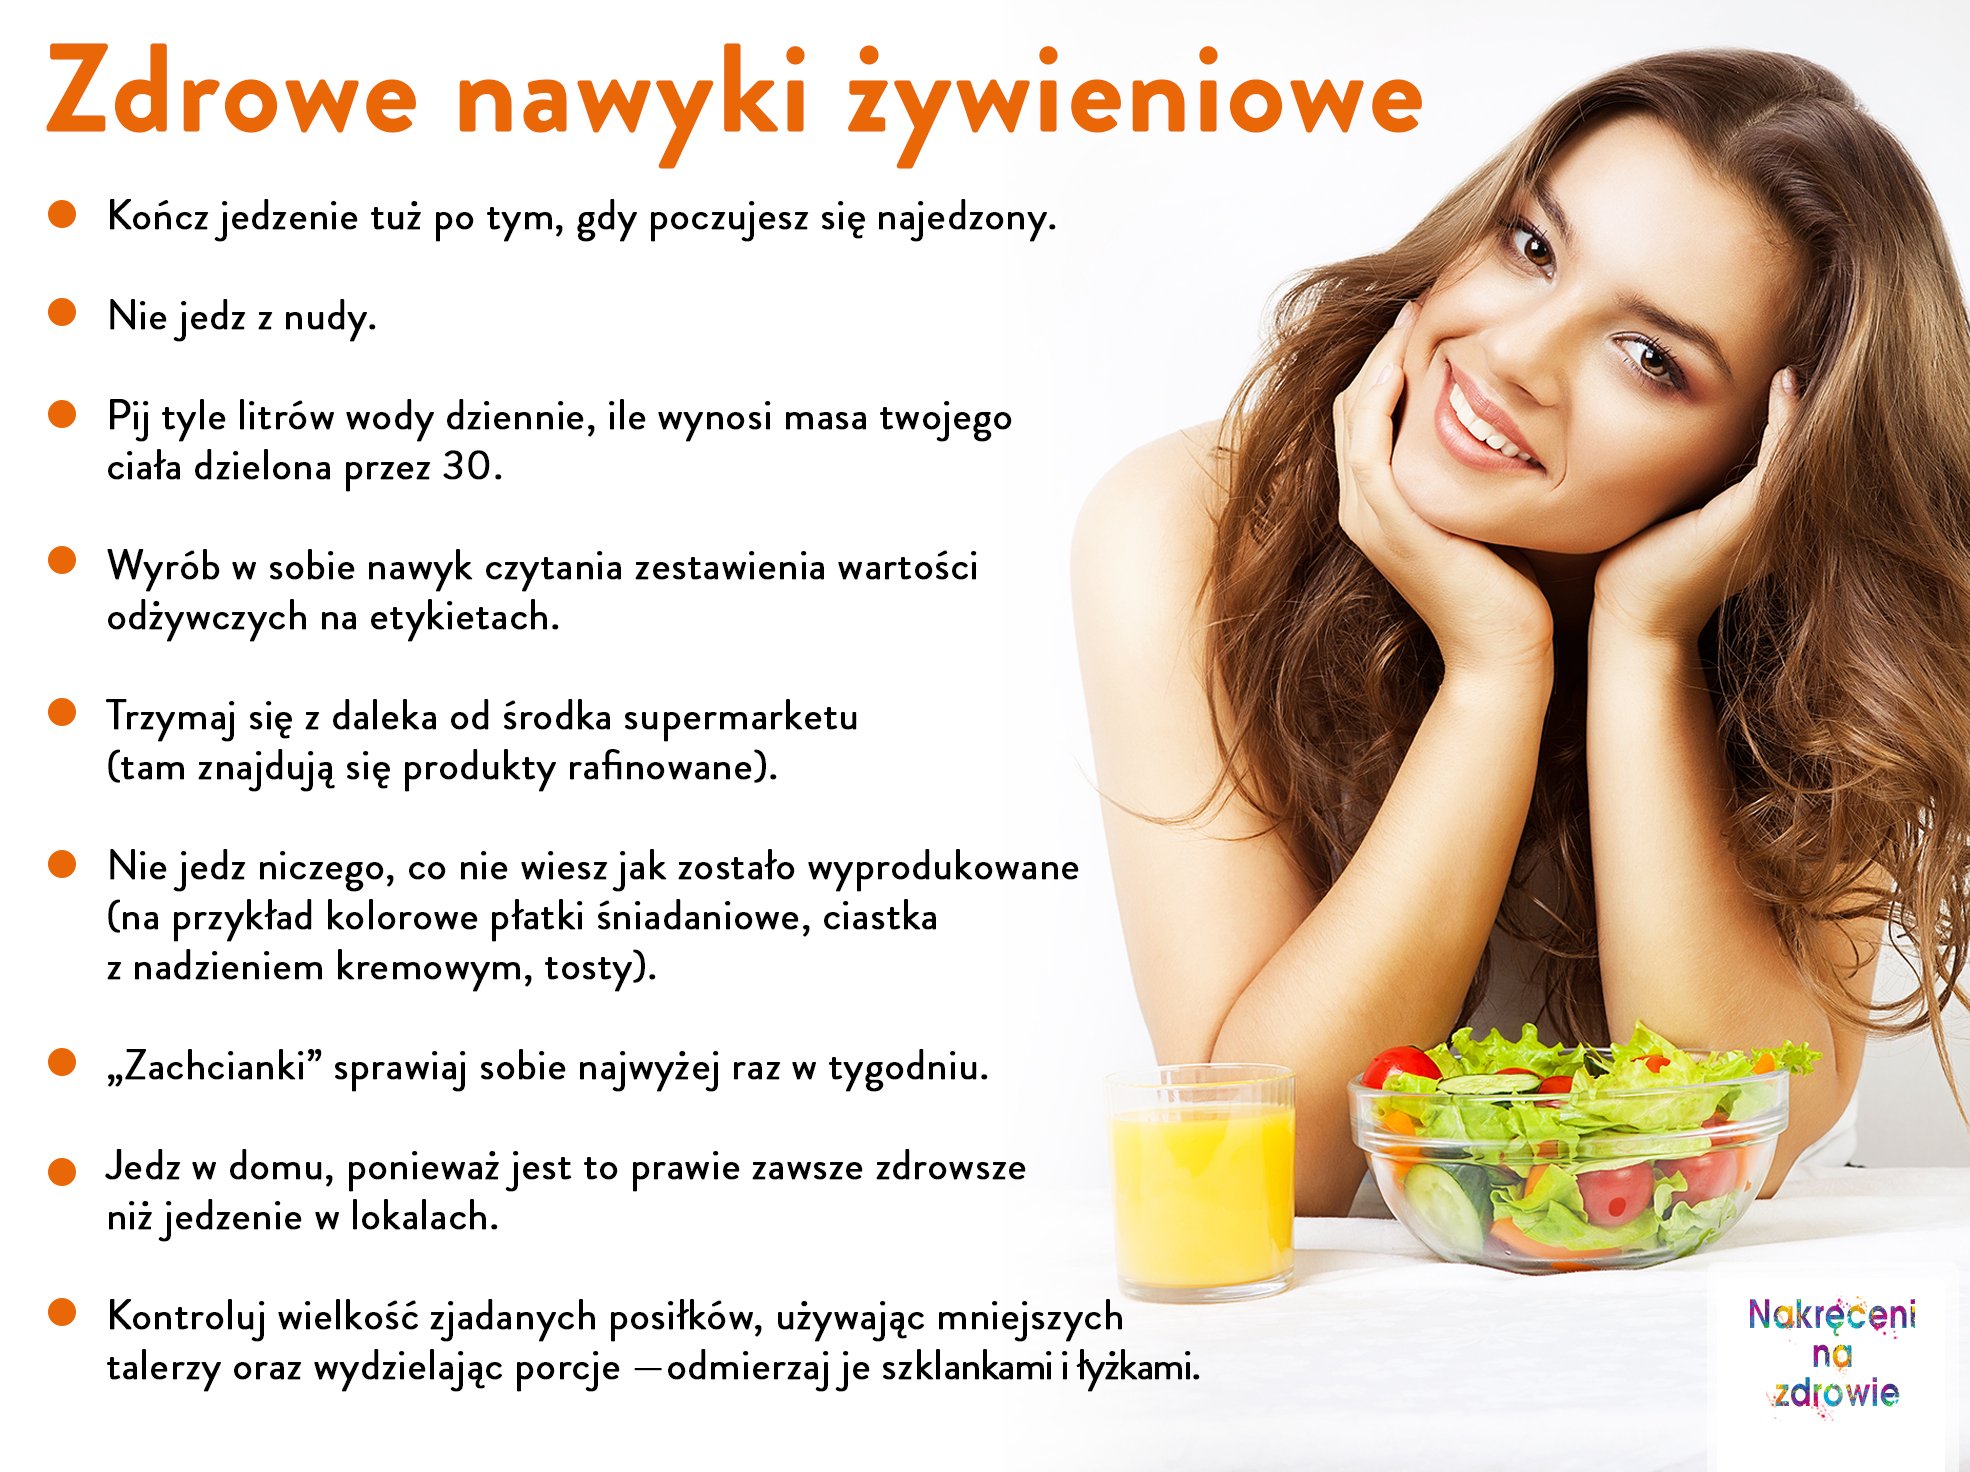 Zdrowe nawyki żywieniowe
Kończ jedzenie tuż po tym, gdy poczujesz się najedzony.
Nie jedz z nudy.
Pij tyle litrów wody dziennie, ile wynosi masa twojego
ciała dzielona przez 30.
Wyrób w sobie nawyk czytania zestawienia wartości
odżywczych na etykietach.
Trzymaj się z daleka od środka supermarketu
(tam znajdują się produkty rafinowane).
Nie jedz niczego, co nie wiesz jak zostało wyprodukowane
(na przykład kolorowe płatki śniadaniowe, ciastka
z nadzieniem kremowym, tosty).
„Zachcianki” sprawiaj sobie najwyżej raz w tygodniu.
Jedz w domu, ponieważ jest to prawie zawsze zdrowsze
niż jedzenie w lokalach.
Kontroluj wielkość zjadanych posiłków, używając mniejszych
talerzy oraz wydzielając porcje —odmierzaj je szklankami i łyżkami.
Nakręceni
na
zdrowie